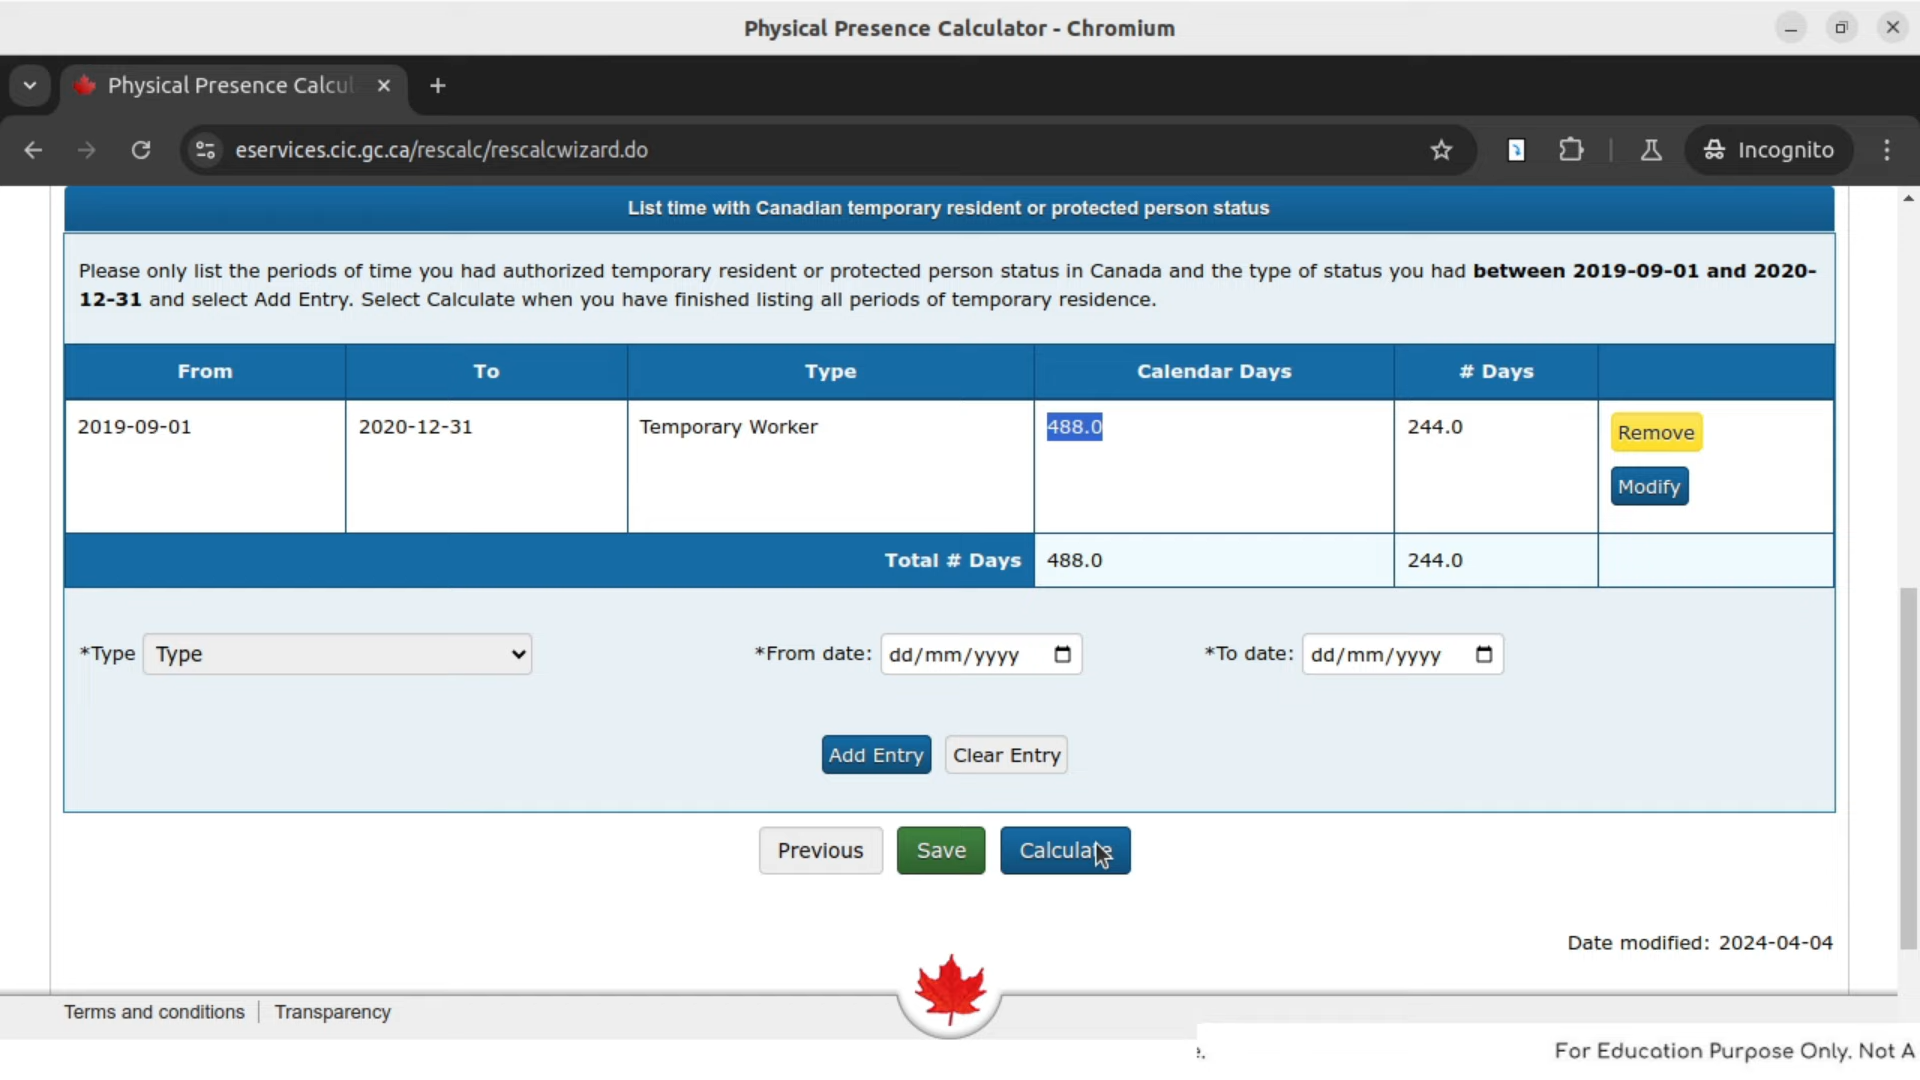 Physical Presence Calculator - Chromium
Physical Presence Calcul
eservices.cic.gc.ca/rescalc/rescalcwizard.do
Incognito
List time with Canadian temporary resident or protected person status
Please only list the periods of time you had authorized temporary resident or protected person status in Canada and the type of status you had between 2019-09-01 and 2020-
12-31 and select Add Entry. Select Calculate when you have finished listing all periods of temporary residence.
From To Type Calendar Days # Days
2019-09-01 2020-12-31 Temporary Worker 488.0 244.0 Remove
Modify
Total # Days 488.0 244.0
*Type Type *From date: dd/mm/yyyy *To date: dd/mm/yyyy
Add Entry Clear Entry
Previous Save Calculate
Date modified: 2024-04-04
Terms and conditions Transparency
e. For Education Purpose Only. Not A